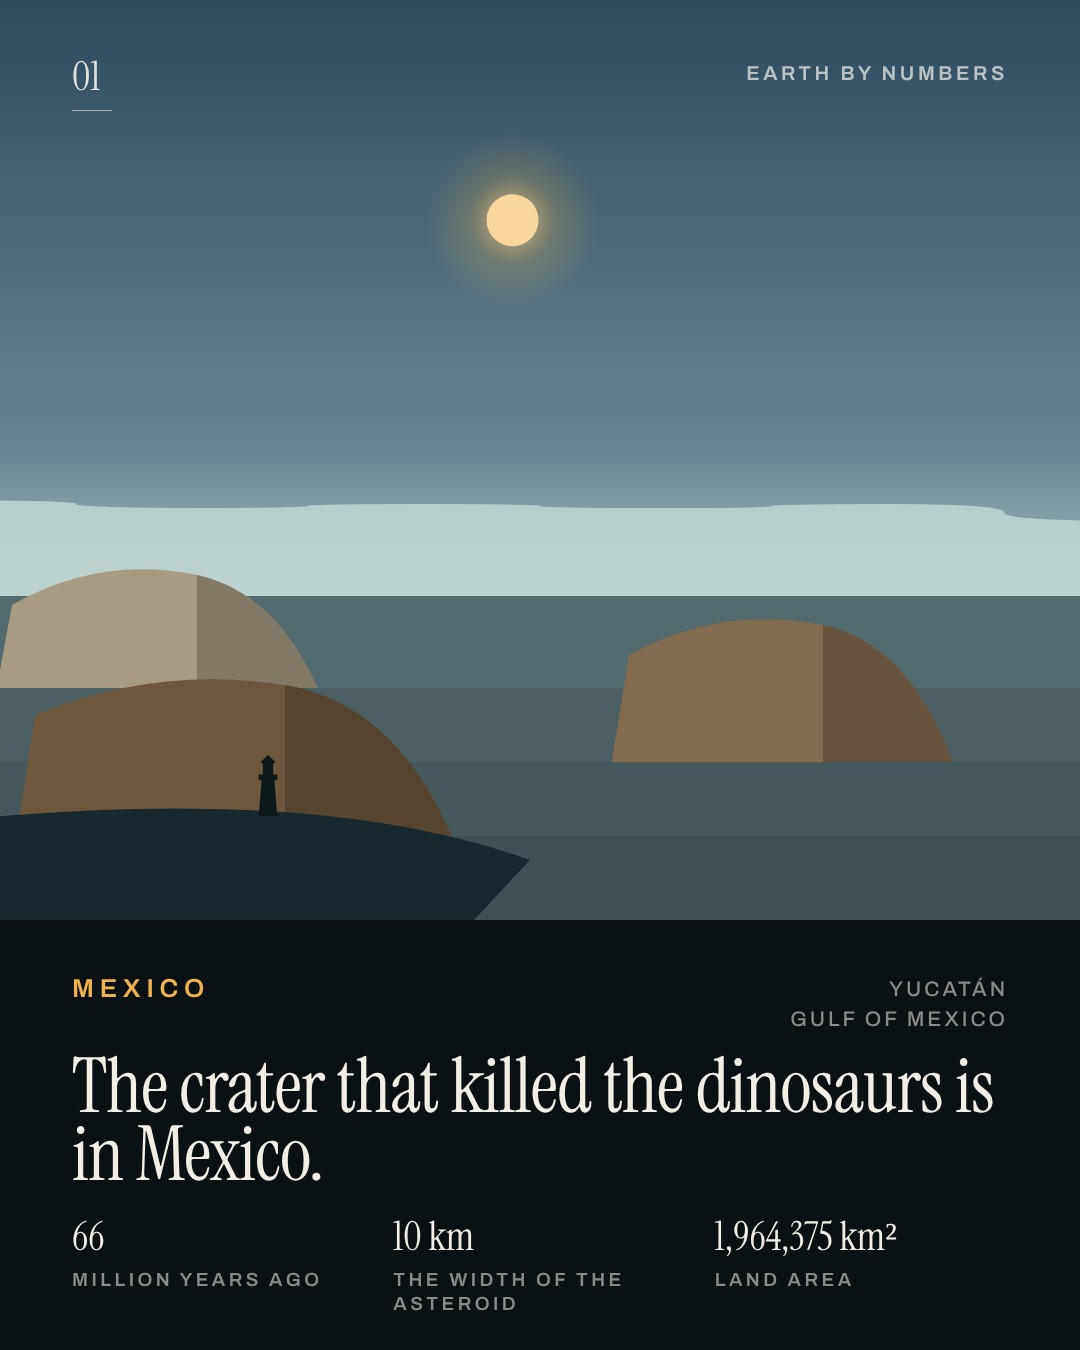 01
EARTH BY NUMBERS
MEXICO
YUCATÁN
GULF OF MEXICO
The crater that killed the dinosaurs is
in Mexico.
66
MILLION YEARS AGO
10 km
THE WIDTH OF THE
ASTEROID
1,964,375 km²
LAND AREA